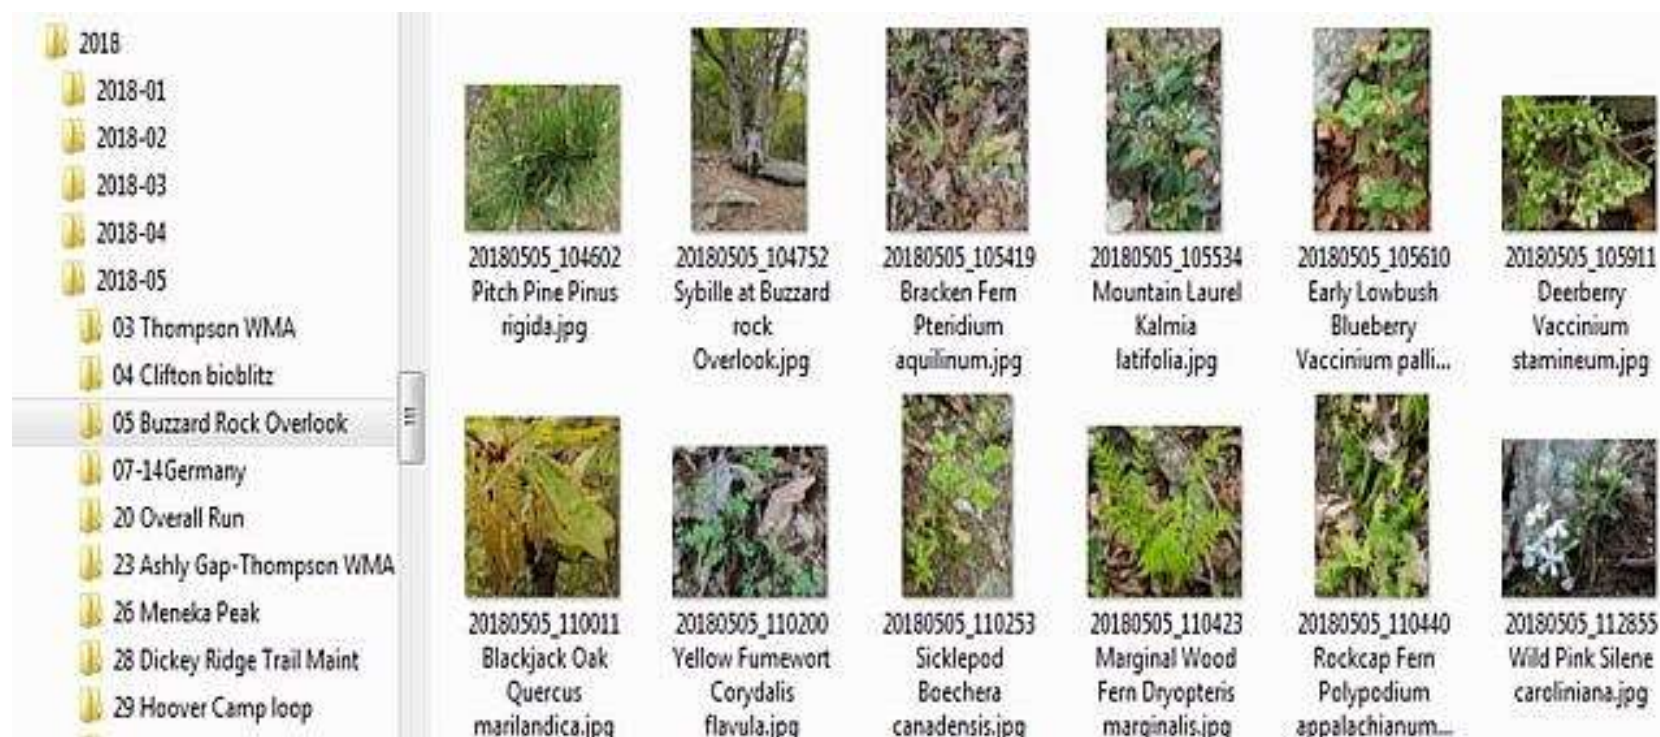 2018
2018-01
2018-02
2018-03
2018-04
2018-05
03 Thompson WMA
04 Clifton bioblitz
05 Buzzard Rock Overlook
07-14Germany
20 Overall Run
23 Ashly Gap-Thompson WMA
26 Meneka Peak
28 Dickey Ridge Trail Maint
29 Hoover Camp loop
20180505_104602
Pitch Pine Pinus
rigida.jpg
20180505_104752
Sybille at Buzzard
rock
Overlook.jpg
20180505_105419
Bracken Fern
Pteridium
aquilinum.jpg
20180505_105534
Mountain Laurel
Kalmia
latifolia.jpg
20180505_105610
Early Lowbush
Blueberry
Vaccinium palli...
20180505_105911
Deerberry
Vaccinium
stamineum.jpg
20180505_110011
Blackjack Oak
Quercus
marilandica.jpg
20180505_110200
Yellow Fumewort
Corydalis
flavula.jpg
20180505_110253
Sicklepod
Boechera
canadensis.jpg
20180505_110423
Marginal Wood
Fern Dryopteris
marginalis.jpg
20180505_110440
Rockcap Fern
Polypodium
appalachianum...
20180505_112855
Wild Pink Silene
caroliniana.jpg